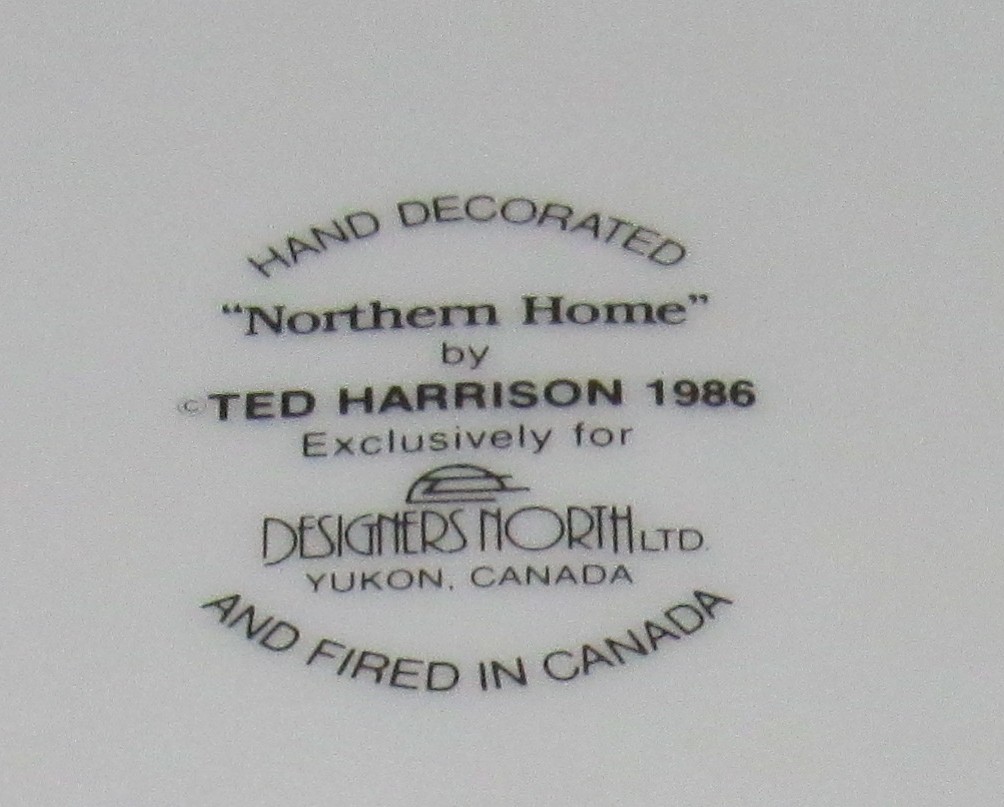 HAND DECORATED
“Northern Home”
by
©TED HARRISON 1986
Exclusively for
DESIGNERS NORTH LTD.
YUKON, CANADA
AND FIRED IN CANADA